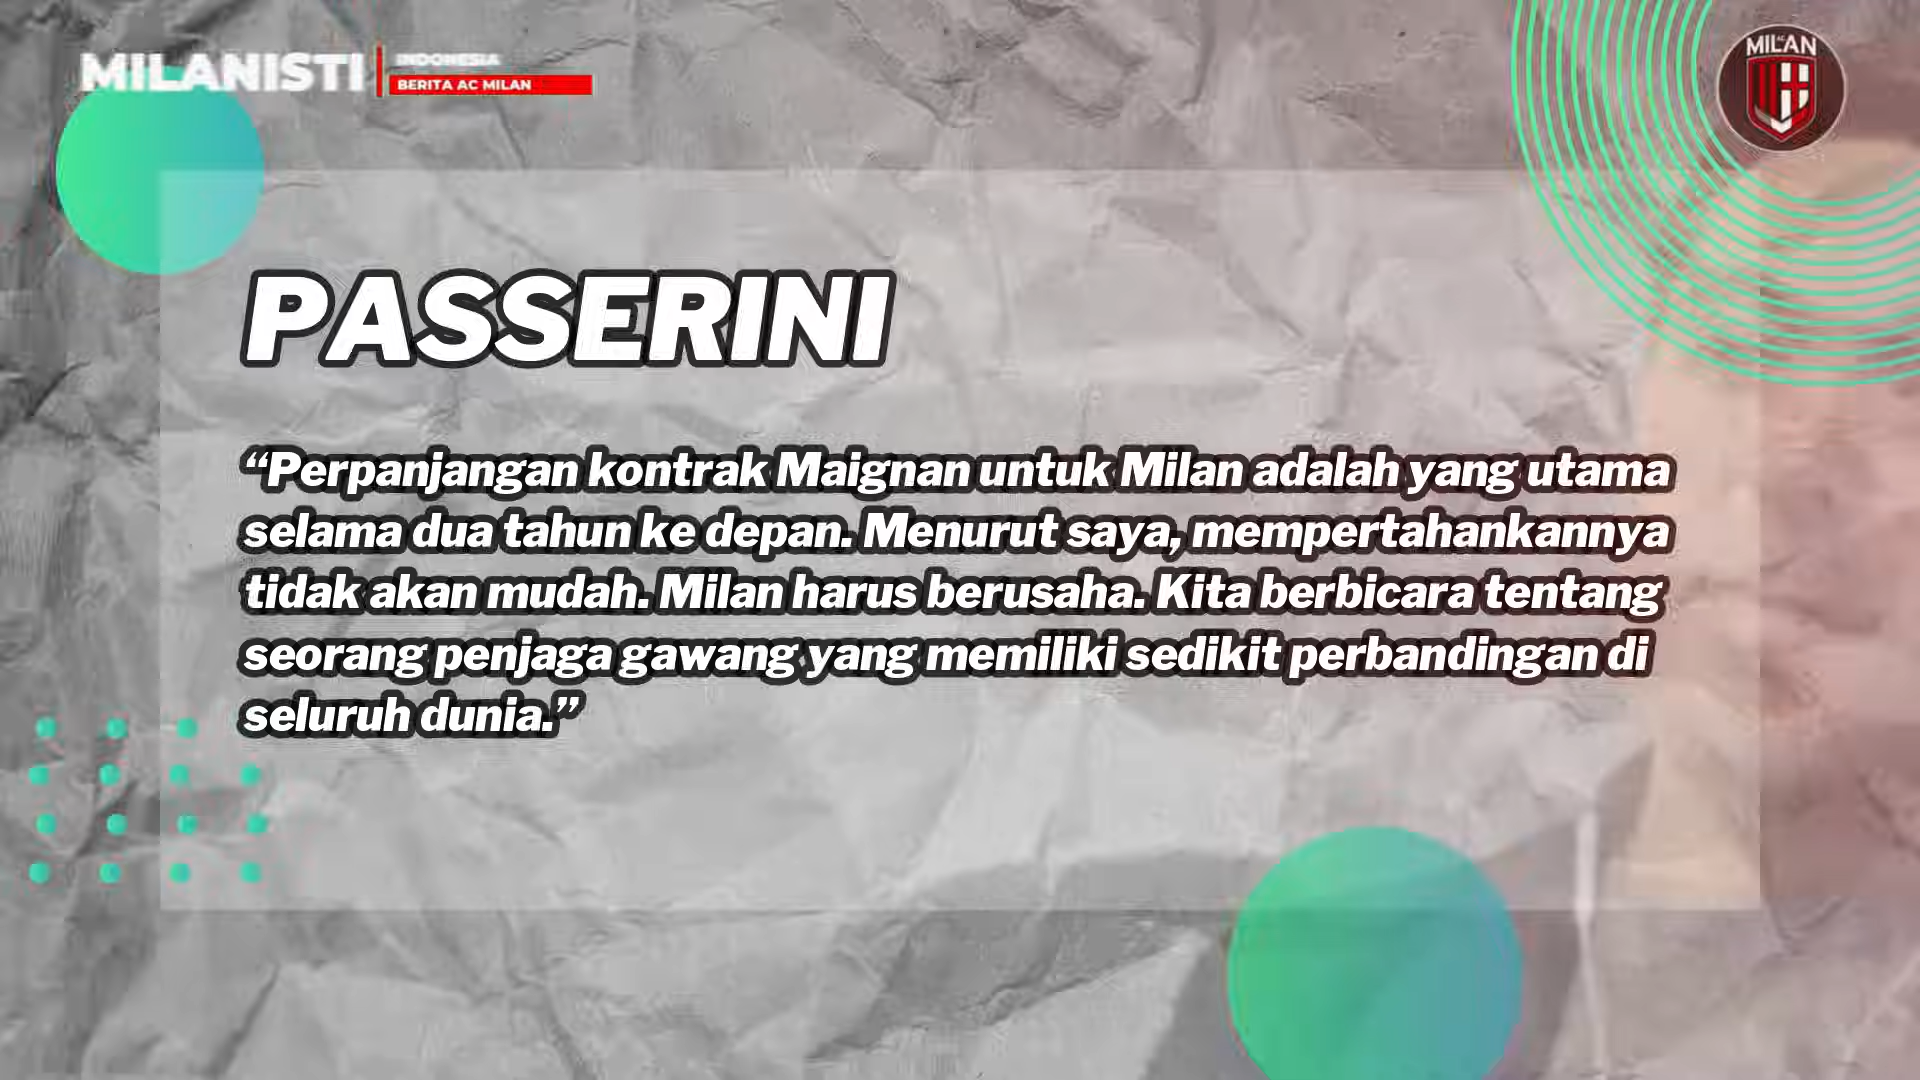 MILANISTI
INDONESIA
BERITA AC MILAN
AC
MILAN
PASSERINI
“Perpanjangan kontrak Maignan untuk Milan adalah yang utama
selama dua tahun ke depan. Menurut saya, mempertahankannya
tidak akan mudah. Milan harus berusaha. Kita berbicara tentang
seorang penjaga gawang yang memiliki sedikit perbandingan di
seluruh dunia.”